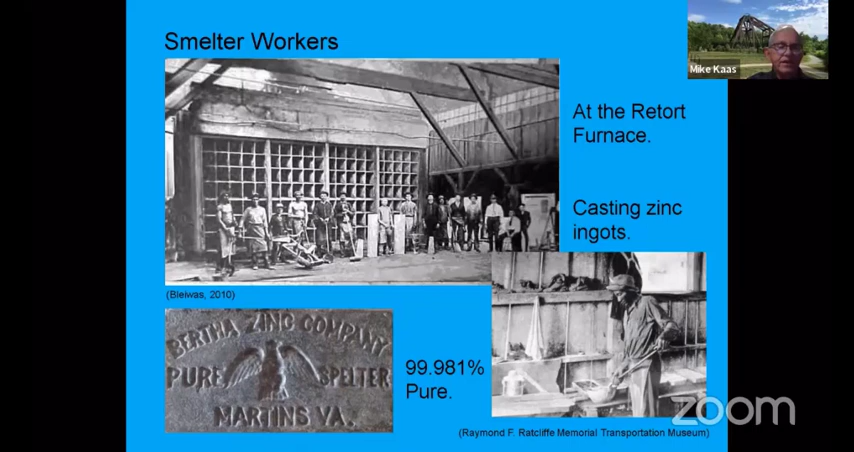 Smelter Workers
Mike Kaas
At the Retort
Furnace.
Casting zinc
ingots.
(Bleiwas, 2010)
BERTHA ZINC COMPANY
PURE SPELTER
MARTINS VA.
99.981%
Pure.
zoom
(Raymond F. Ratcliffe Memorial Transportation Museum)